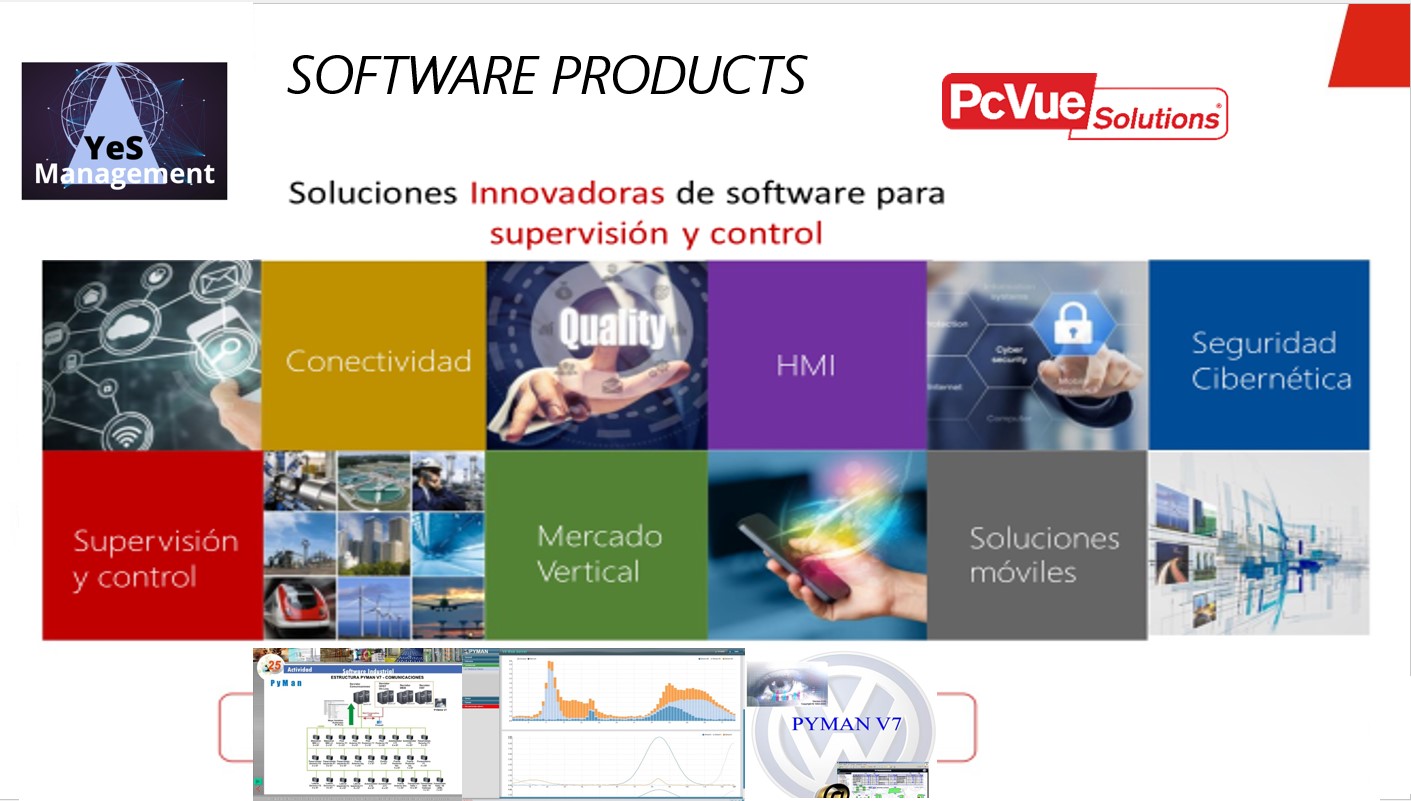 SOFTWARE PRODUCTS
YeS
Management
PcVue
Solutions®
Soluciones Innovadoras de software para
supervisión y control
Conectividad
Quality
HMI
Cyber
security
Internet
Computer
Seguridad
Cibernética
Supervisión
y control
Mercado
Vertical
Soluciones
móviles
25
Actividad
Software Industrial
ESTRUCTURA PYMAN V7 - COMUNICACIONES
PyMan
PYMAN
PYMAN V7